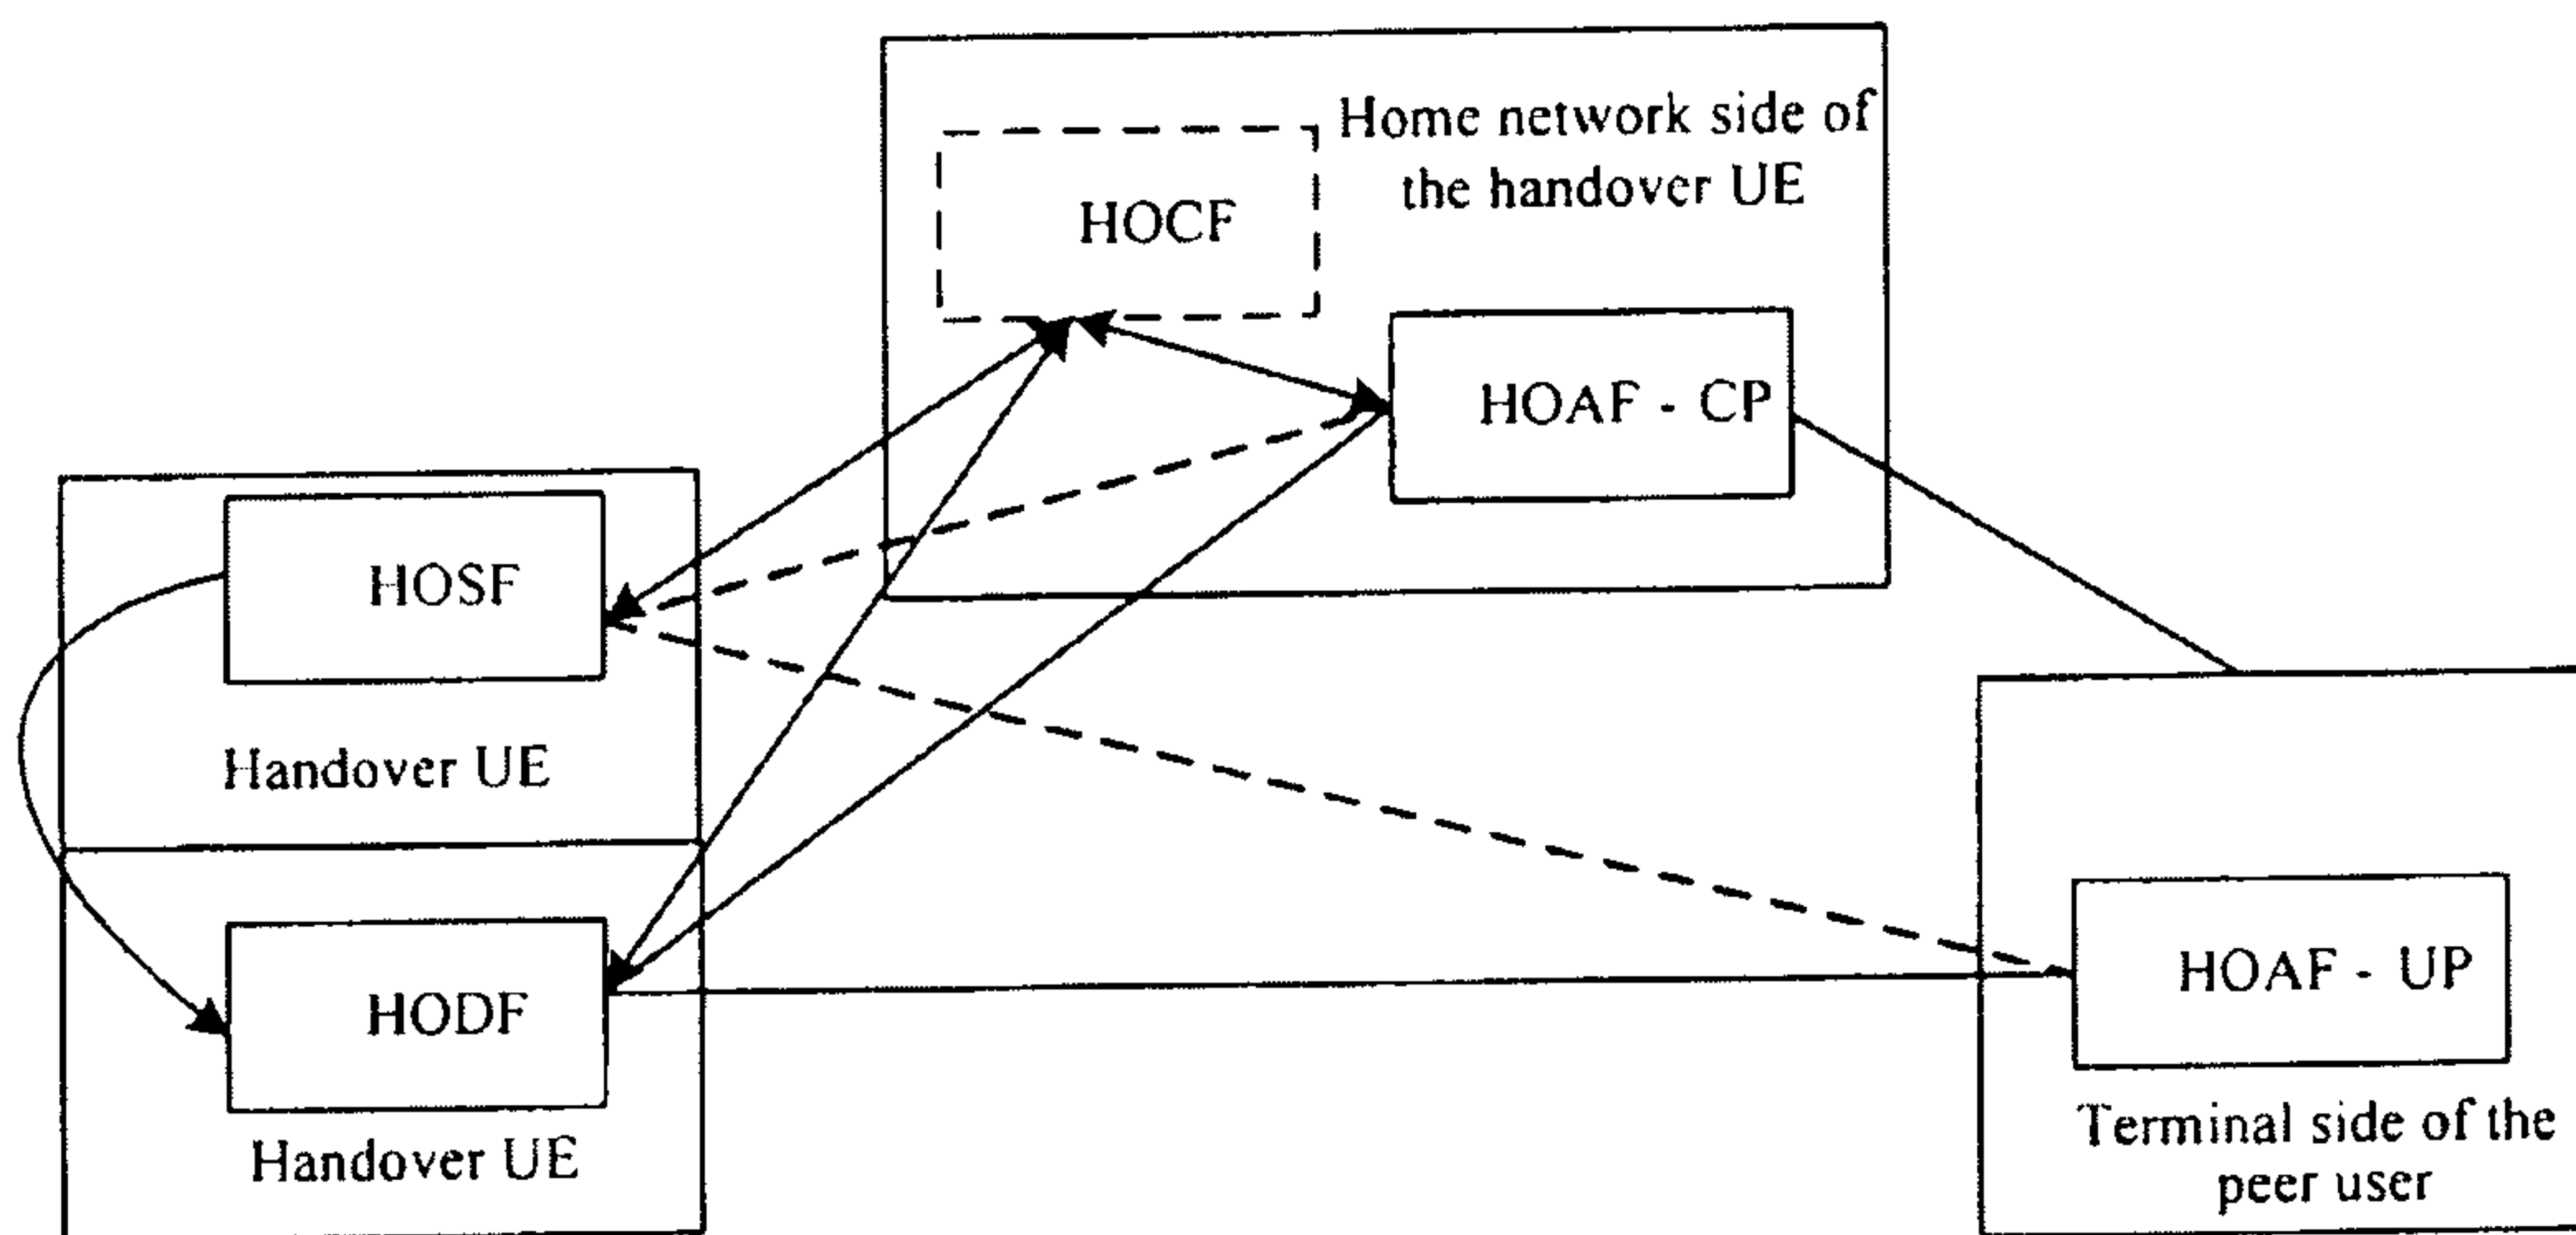 Home network side of
the handover UE
HOCF
HOAF - CP
HOSF
Handover UE
HODF
Handover UE
HOAF - UP
Terminal side of the
peer user